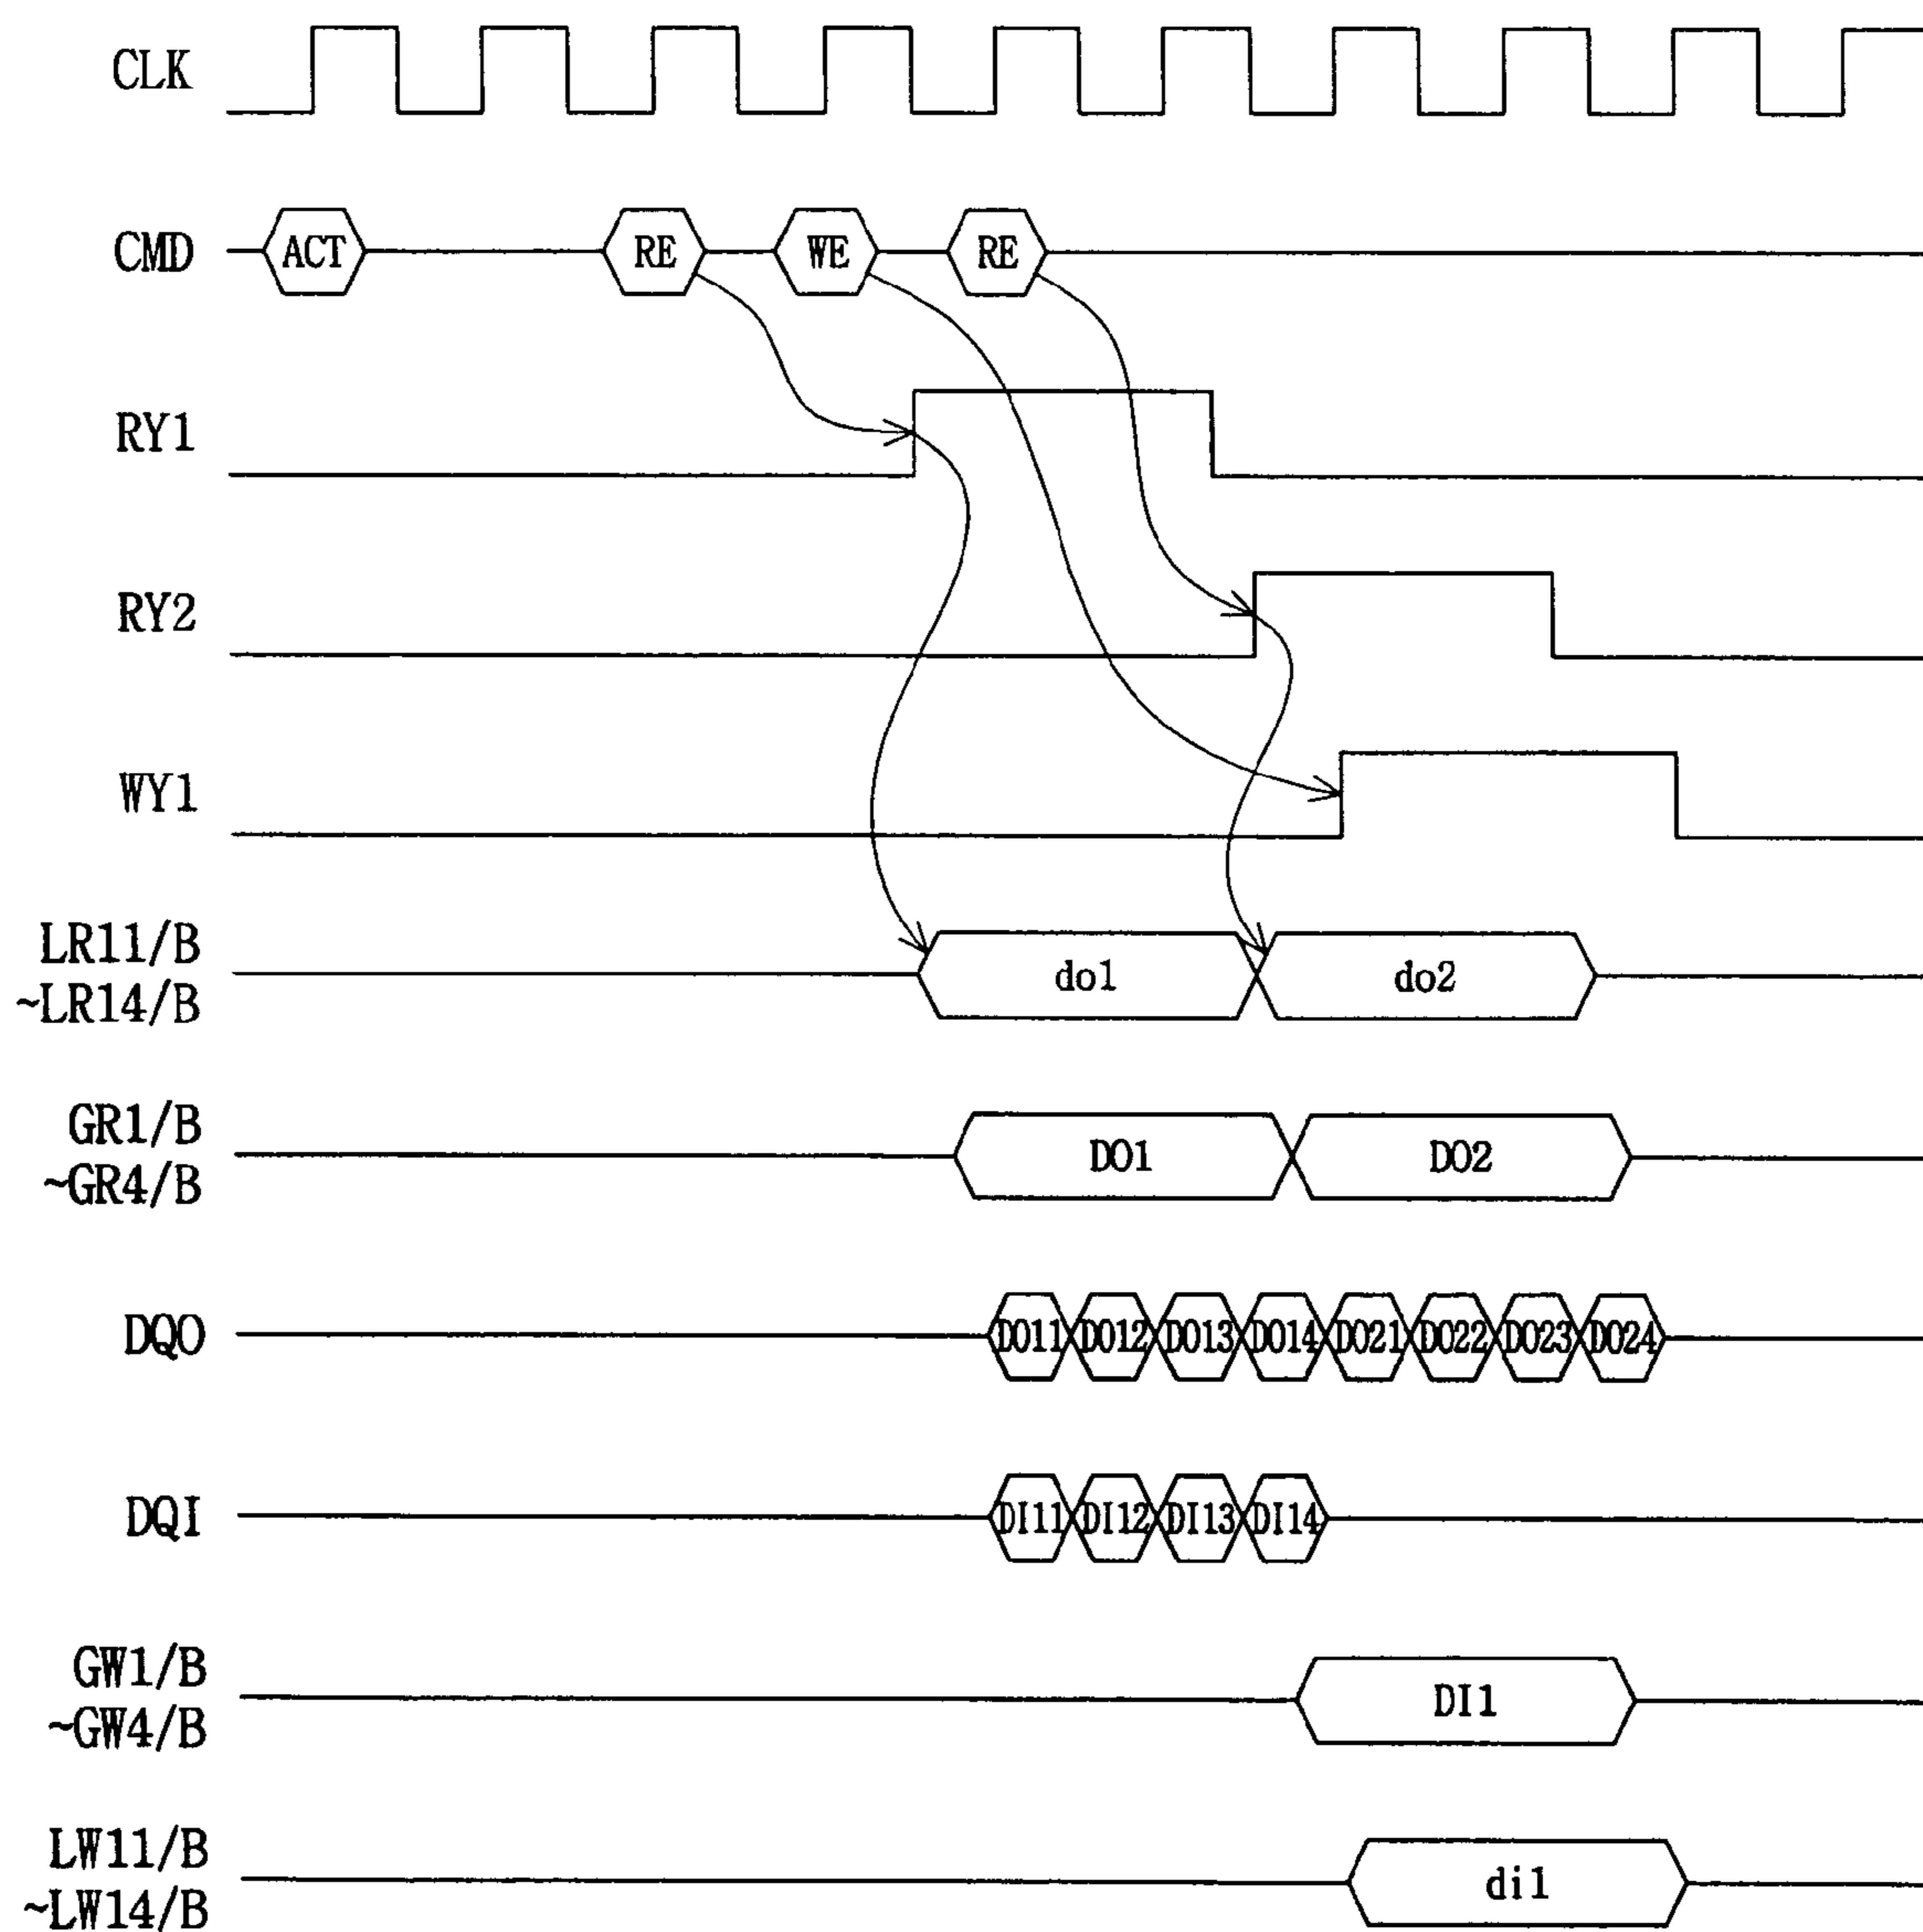 CLK
CMD ACT RE WE RE
RY1
RY2
WY1
LR11/B
~LR14/B
do1 do2
GR1/B
~GR4/B
DO1 DO2
DQO DO11 DO12 DO13 DO14 DO21 DO22 DO23 DO24
DQI DI11 DI12 DI13 DI14
GW1/B
~GW4/B
DI1
LW11/B
~LW14/B
di1